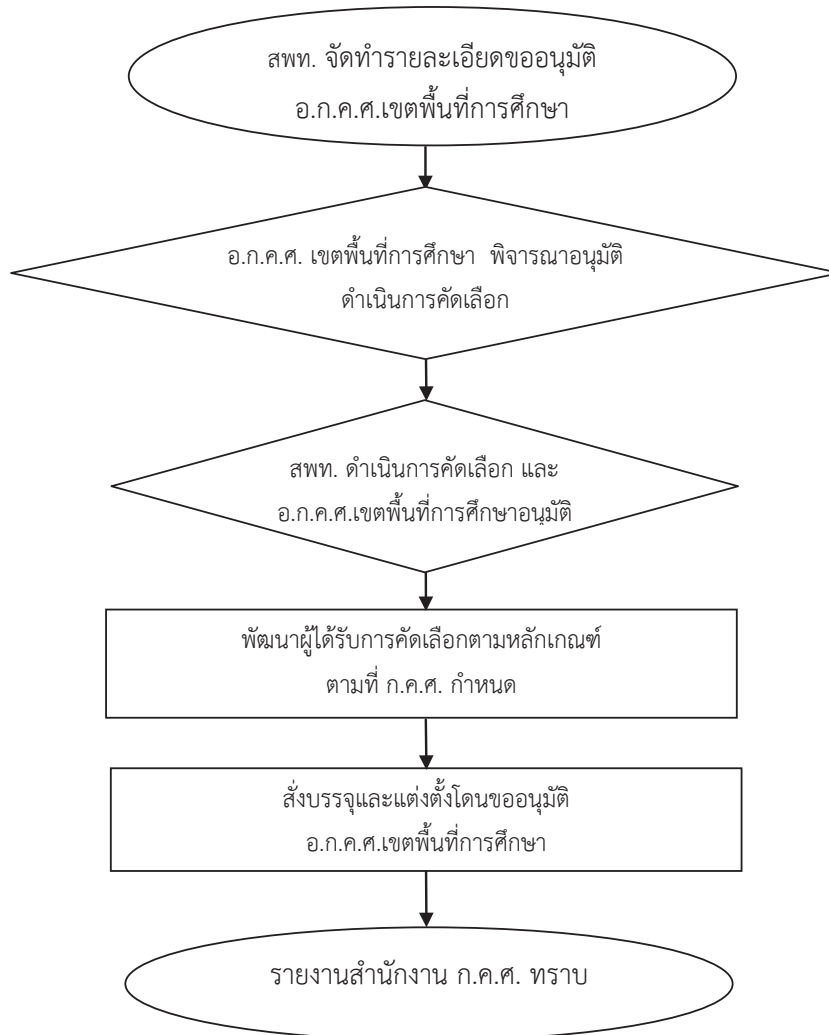 สพท. จัดทำรายละเอียดขออนุมัติ
อ.ก.ค.ศ.เขตพื้นที่การศึกษา
อ.ก.ค.ศ. เขตพื้นที่การศึกษา พิจารณาอนุมัติ
ดำเนินการคัดเลือก
สพท. ดำเนินการคัดเลือก และ
อ.ก.ค.ศ.เขตพื้นที่การศึกษาอนุมัติ
พัฒนาผู้ได้รับการคัดเลือกตามหลักเกณฑ์
ตามที่ ก.ค.ศ. กำหนด
สั่งบรรจุและแต่งตั้งโดนขออนุมัติ
อ.ก.ค.ศ.เขตพื้นที่การศึกษา
รายงานสำนักงาน ก.ค.ศ. ทราบ